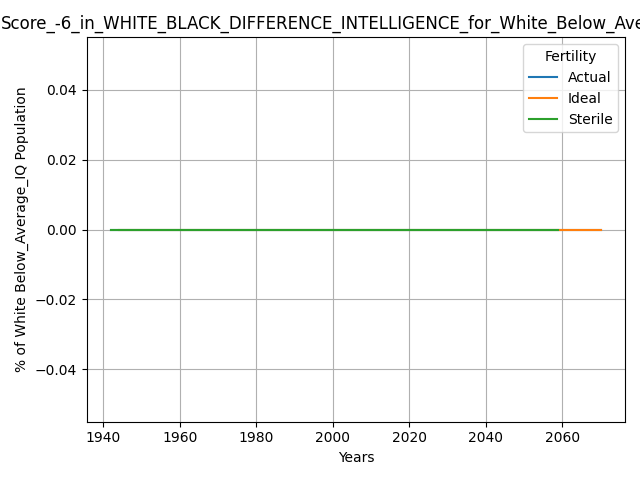 Score_-6_in_WHITE_BLACK_DIFFERENCE_INTELLIGENCE_for_White_Below_Ave
Fertility
Actual
Ideal
Sterile
% of White Below_Average_IQ Population
0.04
0.02
0.00
−0.02
−0.04
1940 1960 1980 2000 2020 2040 2060
Years